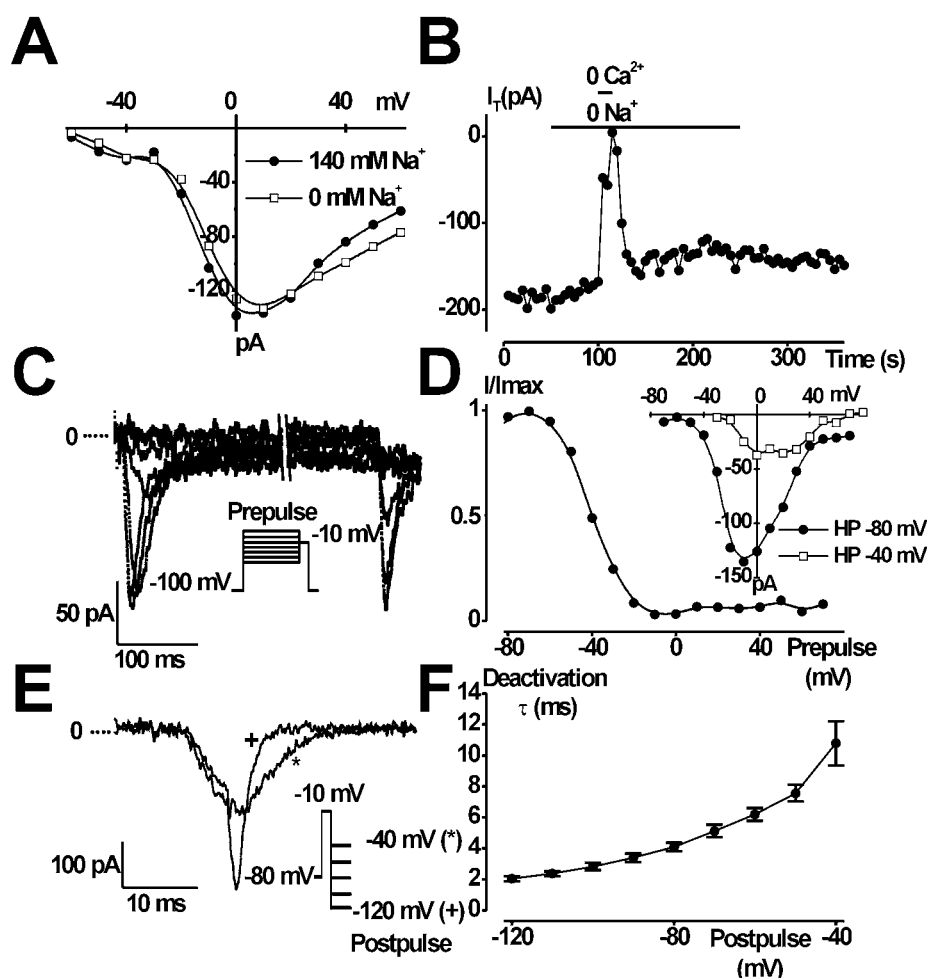 A
-40
0
40
mV
-40
-80
-120
pA
140 mM Na+
0 mM Na+
B
0 Ca2+
IT(pA)
0 Na+
0
-100
-200
0
100
200
300
Time (s)
C
0
Prepulse
-10 mV
-100 mV
50 pA
100 ms
D
I/Imax
1
0.5
0
-80
-40
0
40
Prepulse
(mV)
-80
-40
0
40
mV
-50
-100
-150
pA
HP -80 mV
HP -40 mV
E
0
+
*
-10 mV
-40 mV (*)
-80 mV
-120 mV (+)
Postpulse
100 pA
10 ms
F
Deactivation
τ (ms)
14
12
10
8
6
4
2
0
-120
-80
-40
Postpulse
(mV)